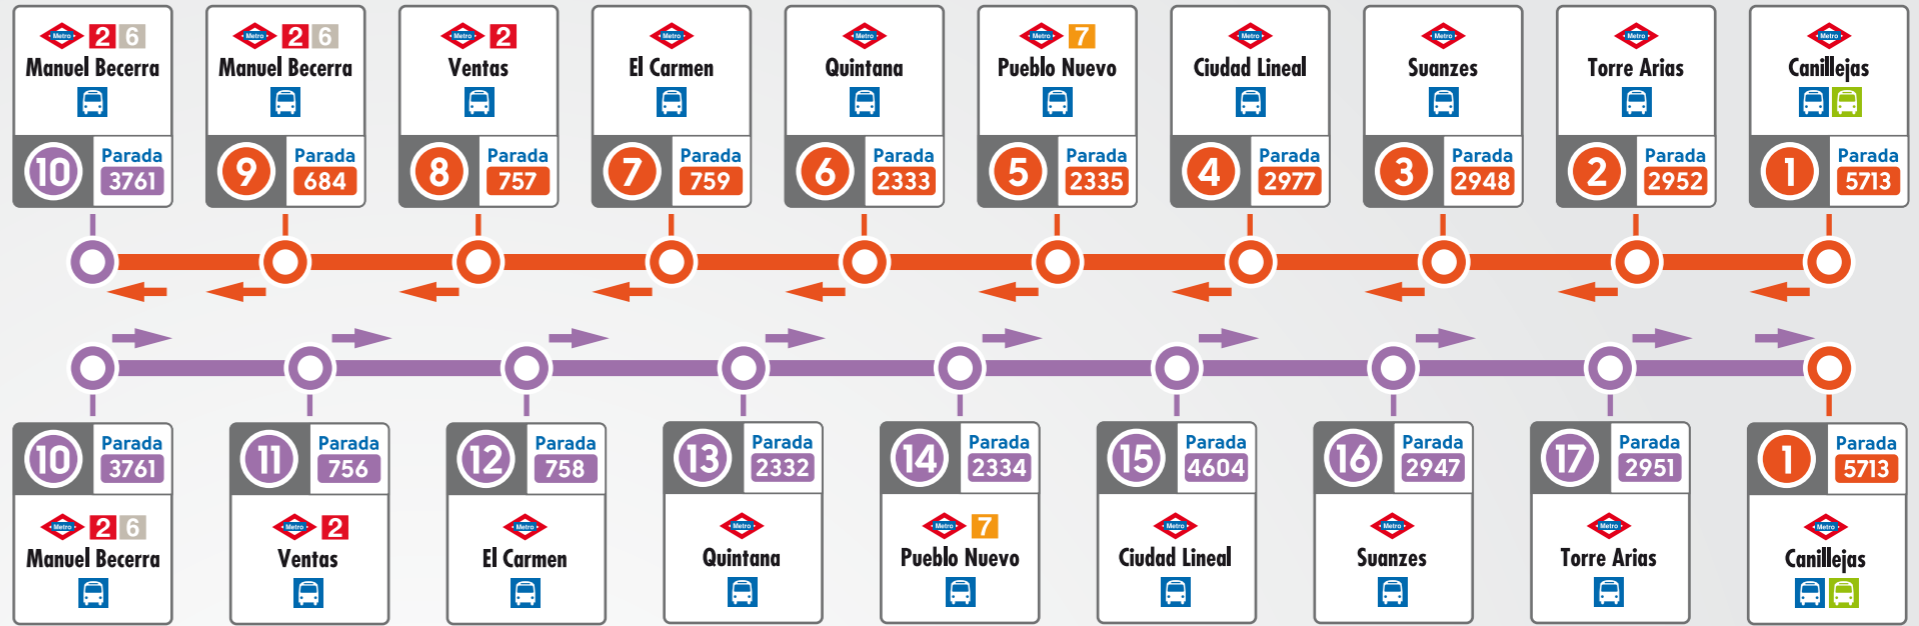 Metro 2 6
Manuel Becerra
10 Parada
3761
Metro 2 6
Manuel Becerra
9 Parada
684
Metro 2
Ventas
8 Parada
757
Metro
El Carmen
7 Parada
759
Metro
Quintana
6 Parada
2333
Metro 7
Pueblo Nuevo
5 Parada
2335
Metro
Ciudad Lineal
4 Parada
2977
Metro
Suanzes
3 Parada
2948
Metro
Torre Arias
2 Parada
2952
Metro
Canillejas
1 Parada
5713
10 Parada
3761
Metro 2 6
Manuel Becerra
11 Parada
756
Metro 2
Ventas
12 Parada
758
Metro
El Carmen
13 Parada
2332
Metro
Quintana
14 Parada
2334
Metro 7
Pueblo Nuevo
15 Parada
4604
Metro
Ciudad Lineal
16 Parada
2947
Metro
Suanzes
17 Parada
2951
Metro
Torre Arias
1 Parada
5713
Metro
Canillejas